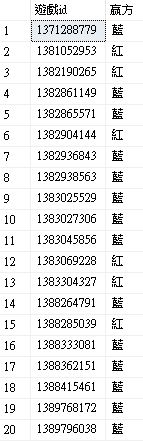 遊戲id 贏方
1 1371288779 藍
2 1381052953 紅
3 1382190265 紅
4 1382861149 藍
5 1382865571 藍
6 1382904144 紅
7 1382936843 藍
8 1382938563 藍
9 1383025529 藍
10 1383027306 藍
11 1383045856 藍
12 1383069228 紅
13 1383304327 紅
14 1388264791 藍
15 1388285039 紅
16 1388333081 藍
17 1388362151 藍
18 1388415461 藍
19 1389768172 藍
20 1389796038 藍